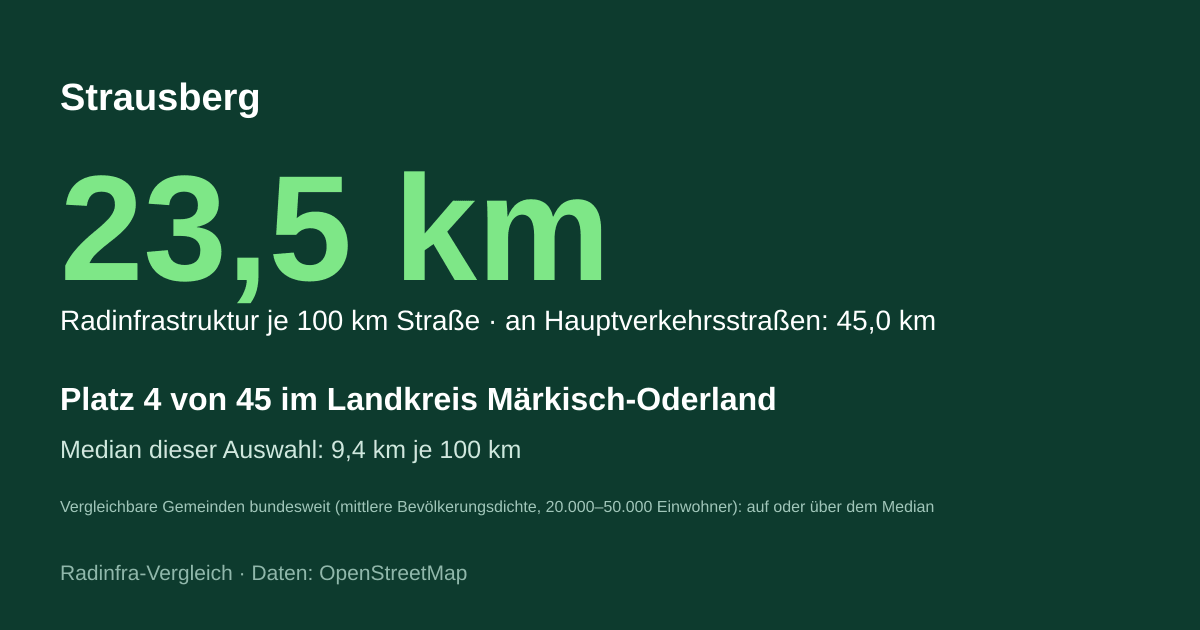 Strausberg
23,5 km
Radinfrastruktur je 100 km Straße · an Hauptverkehrsstraßen: 45,0 km
Platz 4 von 45 im Landkreis Märkisch-Oderland
Median dieser Auswahl: 9,4 km je 100 km
Vergleichbare Gemeinden bundesweit (mittlere Bevölkerungsdichte, 20.000–50.000 Einwohner): auf oder über dem Median
Radinfra-Vergleich · Daten: OpenStreetMap